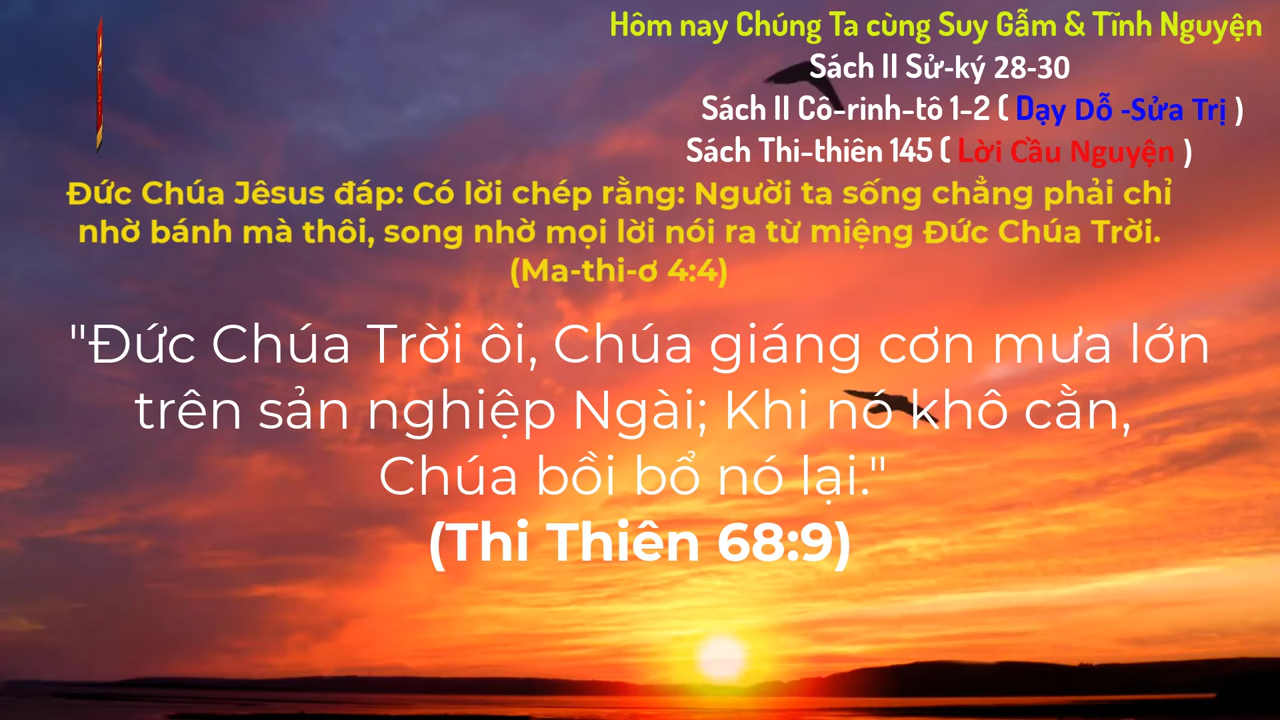 Hôm nay Chúng Ta cùng Suy Gẫm & Tĩnh Nguyện
Sách II Sử-ký 28-30
Sách II Cô-rinh-tô 1-2 ( Dạy Dỗ -Sửa Trị )
Sách Thi-thiên 145 ( Lời Cầu Nguyện )
Đức Chúa Jêsus đáp: Có lời chép rằng: Người ta sống chẳng phải chỉ
nhờ bánh mà thôi, song nhờ mọi lời nói ra từ miệng Đức Chúa Trời.
(Ma-thi-ơ 4:4)
"Đức Chúa Trời ôi, Chúa giáng cơn mưa lớn
trên sản nghiệp Ngài; Khi nó khô cằn,
Chúa bồi bổ nó lại."
(Thi Thiên 68:9)